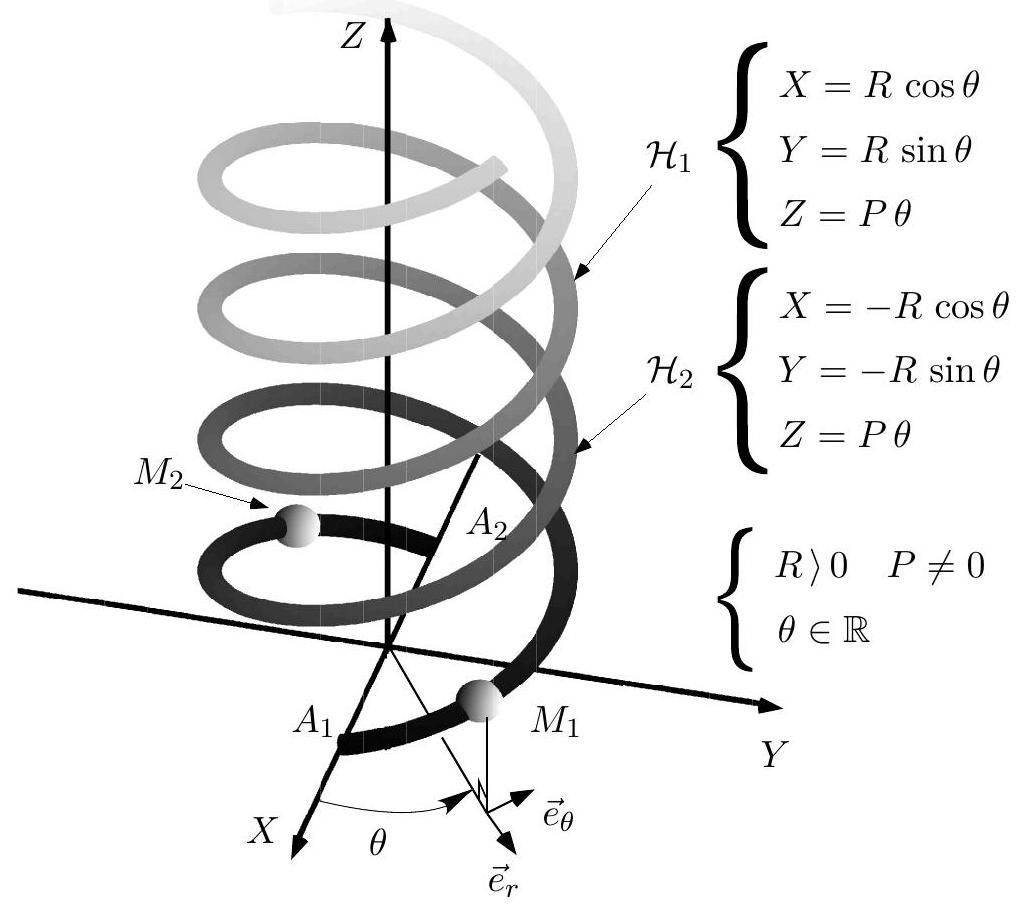 Z
X = R cos θ
ℋ₁
Y = R sin θ
Z = P θ
X = −R cos θ
ℋ₂
Y = −R sin θ
Z = P θ
M₂
A₂
R⟩0 P ≠ 0
θ ∈ ℝ
A₁
M₁
Y
X
θ
e⃗θ
e⃗r